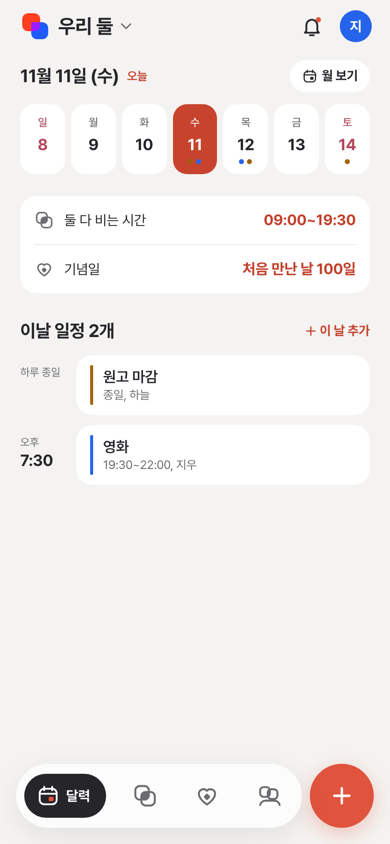 우리 둘
지
11월 11일 (수) 오늘
월 보기
일 월 화 수 목 금 토
8 9 10 11 12 13 14
둘 다 비는 시간 09:00~19:30
기념일 처음 만난 날 100일
이날 일정 2개
+ 이 날 추가
하루 종일
원고 마감
종일, 하늘
오후
7:30
영화
19:30~22:00, 지우
달력